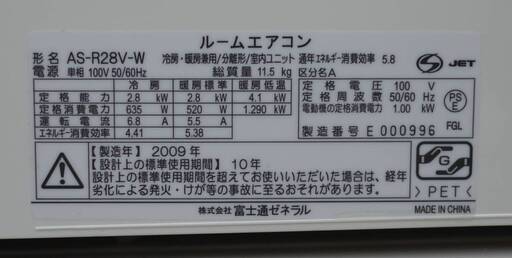 ルームエアコン
形名 AS-R28V-W 冷房・暖房兼用/分離形/室内ユニット 通年エネルギー消費効率 5.8
電源 単相 100V 50/60Hz 総質量 11.5 kg 区分名A
JET
冷房 暖房標準 暖房低温
定格能力 2.8 kW 2.8 kW 4.1 kW
定格消費電力 635 W 520 W 1,290 W
運転電流 6.8 A 5.5 A
エネルギー消費効率 4.41 5.38
定格電圧 100 V
定格周波数 50/60 Hz
電動機の定格消費電力 1.00 kW
製造番号 E 000996
PSE
FGL
【製造年】2009年
【設計上の標準使用期間】10年
設計上の標準使用期間を超えてお使いいただいた場合は、経年
劣化による発火・けが等の事故に至るおそれがあります。
G
>PET<
株式会社 富士通ゼネラル
MADE IN CHINA